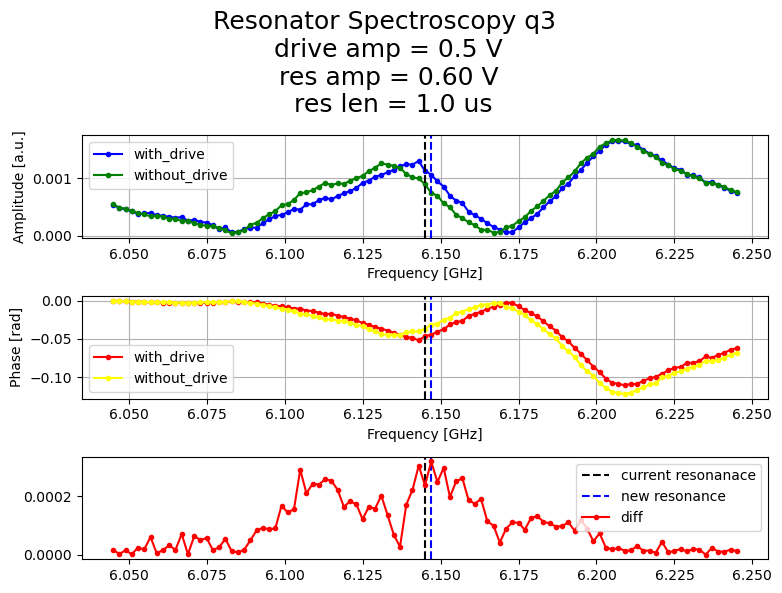 Resonator Spectroscopy q3
drive amp = 0.5 V
res amp = 0.60 V
res len = 1.0 us
Amplitude [a.u.]
0.001
0.000
with_drive
without_drive
6.050 6.075 6.100 6.125 6.150 6.175 6.200 6.225 6.250
Frequency [GHz]
Phase [rad]
0.00
−0.05
−0.10
with_drive
without_drive
6.050 6.075 6.100 6.125 6.150 6.175 6.200 6.225 6.250
Frequency [GHz]
0.0002
0.0000
current resonanace
new resonance
diff
6.050 6.075 6.100 6.125 6.150 6.175 6.200 6.225 6.250